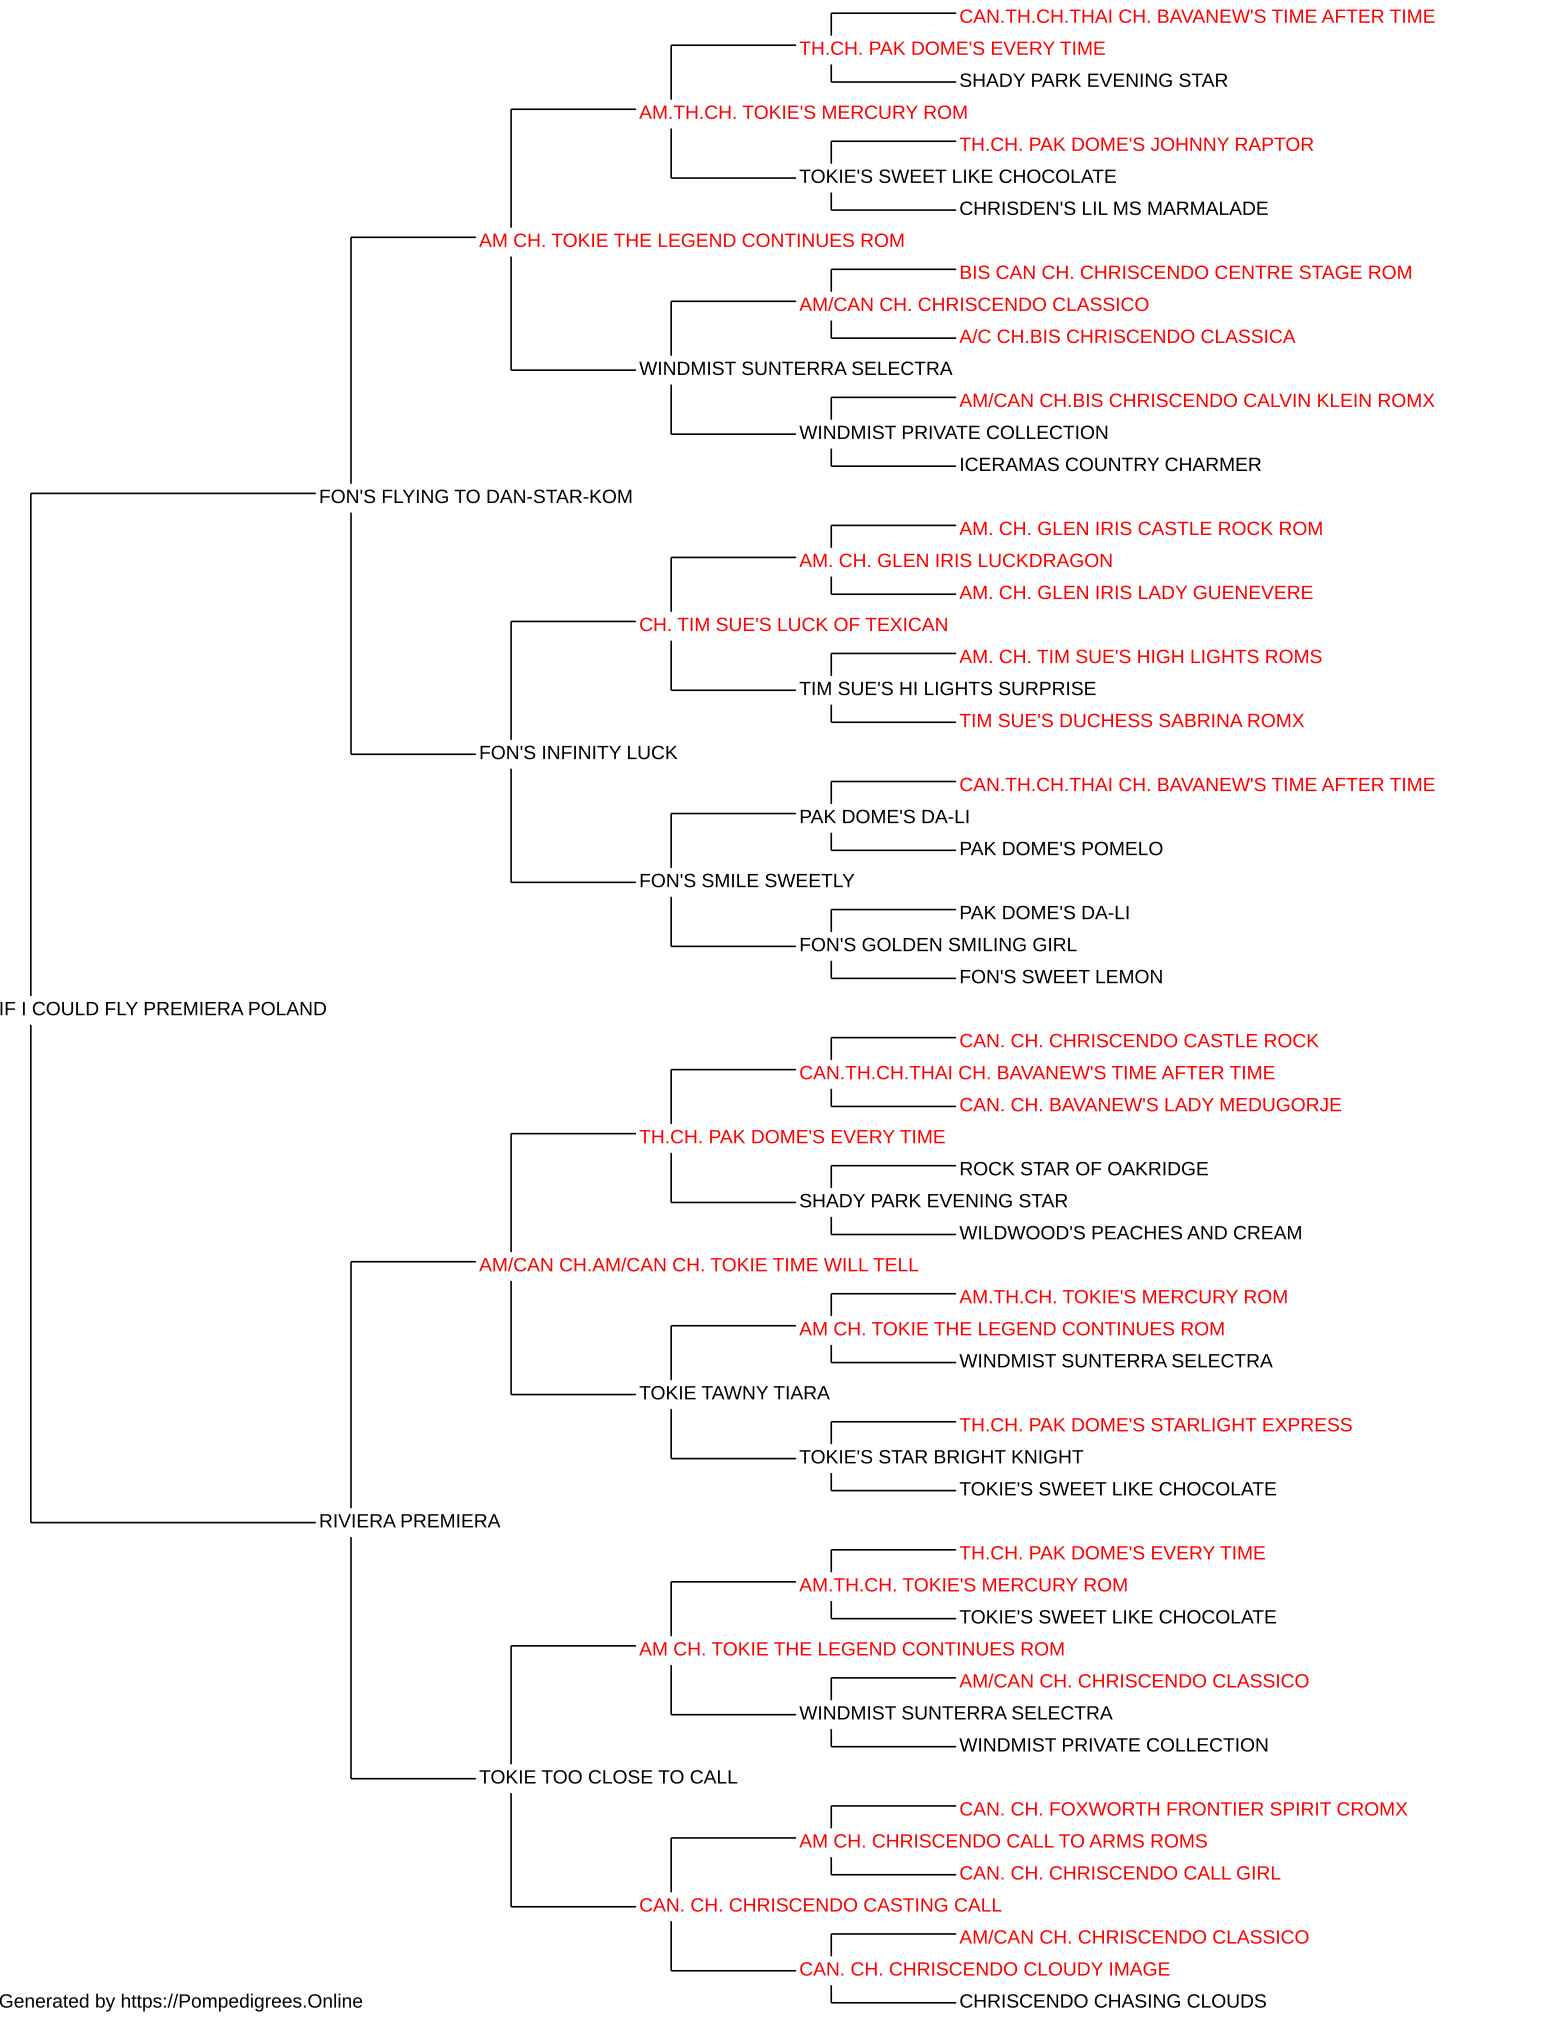 CAN.TH.CH.THAI CH. BAVANEW'S TIME AFTER TIME
TH.CH. PAK DOME'S EVERY TIME
SHADY PARK EVENING STAR
AM.TH.CH. TOKIE'S MERCURY ROM
TH.CH. PAK DOME'S JOHNNY RAPTOR
TOKIE'S SWEET LIKE CHOCOLATE
CHRISDEN'S LIL MS MARMALADE
AM CH. TOKIE THE LEGEND CONTINUES ROM
BIS CAN CH. CHRISCENDO CENTRE STAGE ROM
AM/CAN CH. CHRISCENDO CLASSICO
A/C CH.BIS CHRISCENDO CLASSICA
WINDMIST SUNTERRA SELECTRA
AM/CAN CH.BIS CHRISCENDO CALVIN KLEIN ROMX
WINDMIST PRIVATE COLLECTION
ICERAMAS COUNTRY CHARMER
FON'S FLYING TO DAN-STAR-KOM
AM. CH. GLEN IRIS CASTLE ROCK ROM
AM. CH. GLEN IRIS LUCKDRAGON
AM. CH. GLEN IRIS LADY GUENEVERE
CH. TIM SUE'S LUCK OF TEXICAN
AM. CH. TIM SUE'S HIGH LIGHTS ROMS
TIM SUE'S HI LIGHTS SURPRISE
TIM SUE'S DUCHESS SABRINA ROMX
FON'S INFINITY LUCK
CAN.TH.CH.THAI CH. BAVANEW'S TIME AFTER TIME
PAK DOME'S DA-LI
PAK DOME'S POMELO
FON'S SMILE SWEETLY
PAK DOME'S DA-LI
FON'S GOLDEN SMILING GIRL
FON'S SWEET LEMON
IF I COULD FLY PREMIERA POLAND
CAN. CH. CHRISCENDO CASTLE ROCK
CAN.TH.CH.THAI CH. BAVANEW'S TIME AFTER TIME
CAN. CH. BAVANEW'S LADY MEDUGORJE
TH.CH. PAK DOME'S EVERY TIME
ROCK STAR OF OAKRIDGE
SHADY PARK EVENING STAR
WILDWOOD'S PEACHES AND CREAM
AM/CAN CH.AM/CAN CH. TOKIE TIME WILL TELL
AM.TH.CH. TOKIE'S MERCURY ROM
AM CH. TOKIE THE LEGEND CONTINUES ROM
WINDMIST SUNTERRA SELECTRA
TOKIE TAWNY TIARA
TH.CH. PAK DOME'S STARLIGHT EXPRESS
TOKIE'S STAR BRIGHT KNIGHT
TOKIE'S SWEET LIKE CHOCOLATE
RIVIERA PREMIERA
TH.CH. PAK DOME'S EVERY TIME
AM.TH.CH. TOKIE'S MERCURY ROM
TOKIE'S SWEET LIKE CHOCOLATE
AM CH. TOKIE THE LEGEND CONTINUES ROM
AM/CAN CH. CHRISCENDO CLASSICO
WINDMIST SUNTERRA SELECTRA
WINDMIST PRIVATE COLLECTION
TOKIE TOO CLOSE TO CALL
CAN. CH. FOXWORTH FRONTIER SPIRIT CROMX
AM CH. CHRISCENDO CALL TO ARMS ROMS
CAN. CH. CHRISCENDO CALL GIRL
CAN. CH. CHRISCENDO CASTING CALL
AM/CAN CH. CHRISCENDO CLASSICO
CAN. CH. CHRISCENDO CLOUDY IMAGE
CHRISCENDO CHASING CLOUDS
Generated by https://Pompedigrees.Online